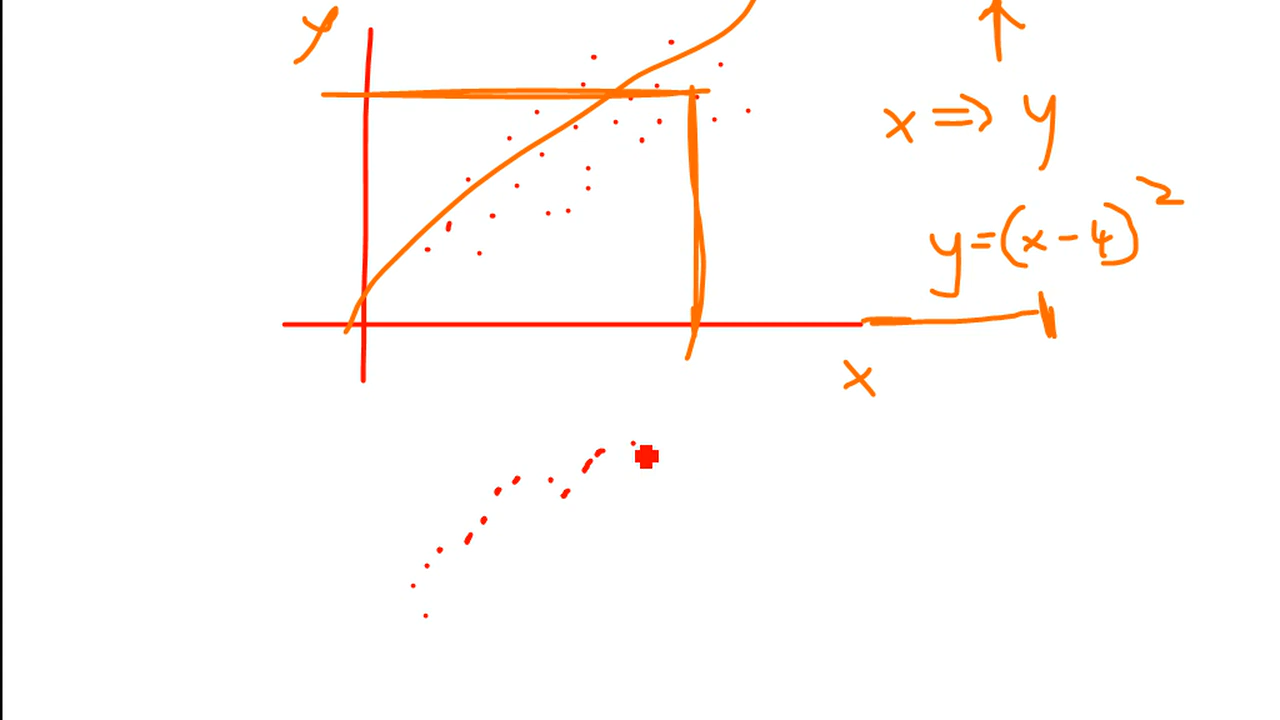 y
x ⇒ y
y=(x-4)²
x